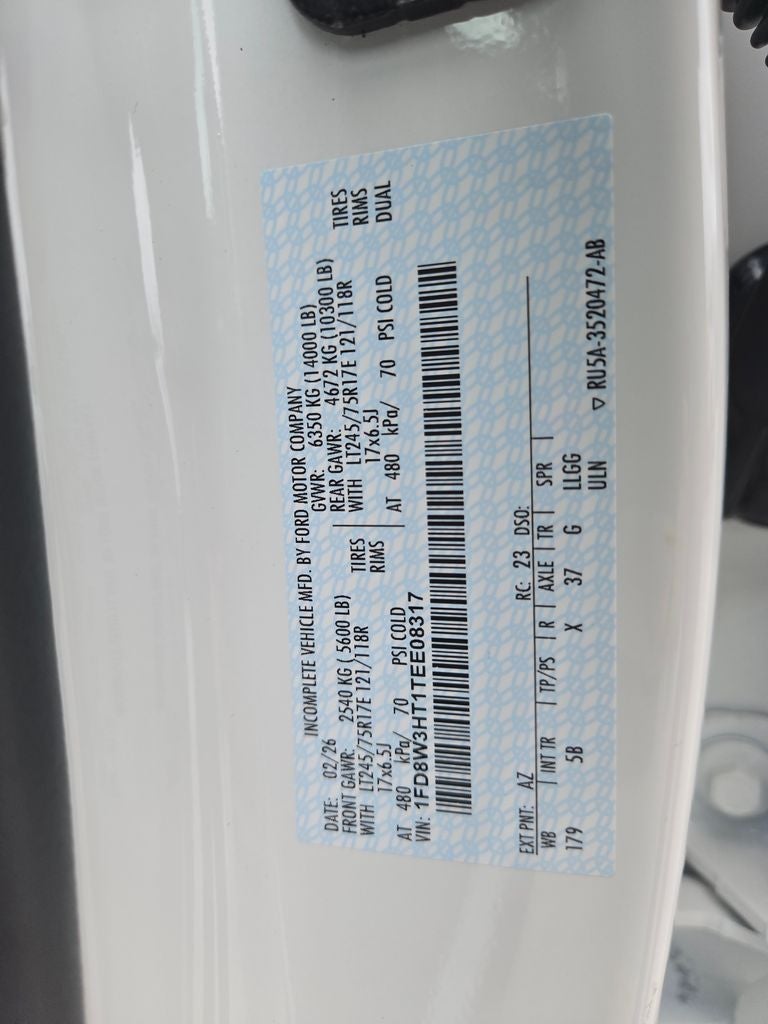 INCOMPLETE VEHICLE MFD. BY FORD MOTOR COMPANY
DATE: 02/26 GVWR: 6350 KG (14000 LB)
FRONT GAWR: 2540 KG ( 5600 LB) REAR GAWR: 4672 KG (10300 LB)
WITH LT245/75R17E 121/118R TIRES WITH LT245/75R17E 121/118R TIRES
17x6.5J RIMS 17x6.5J RIMS
AT 480 kPa/ 70 PSI COLD AT 480 kPa/ 70 PSI COLD DUAL
VIN: 1FD8W3HT1TEE08317
EXT PNT: AZ RC: 23 DSO:
WB | INT TR | TP/PS | R | AXLE | TR | SPR |
179 5B X 37 G LLGG
ULN
▽ RU5A-3520472-AB